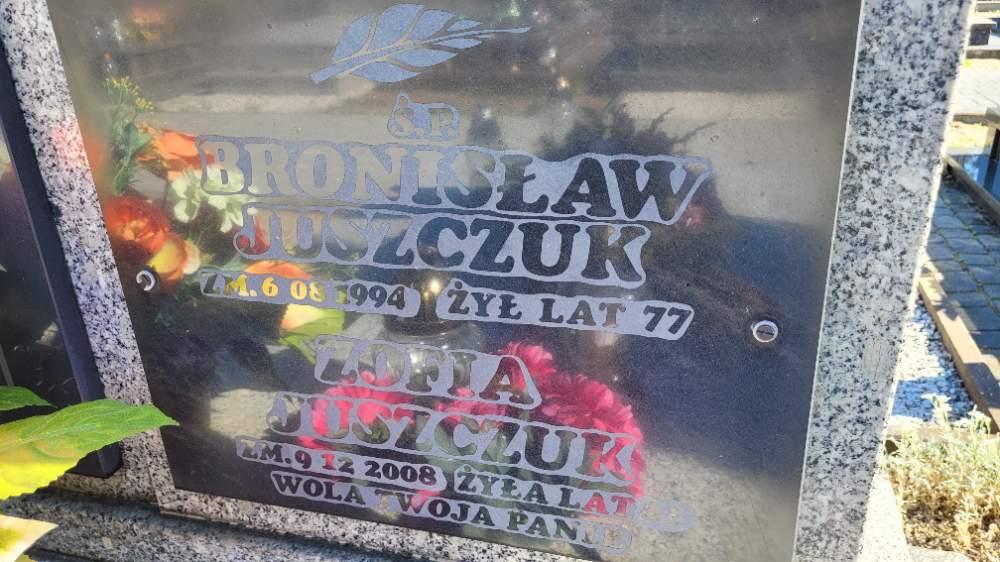 Ś.P.
BRONISŁAW
JUSZCZUK
ZM. 6 08 1994 ŻYŁ LAT 77
ZOFIA
JUSZCZUK
ZM. 9 12 2008 ŻYŁA LAT
WOLA TWOJA PANIE